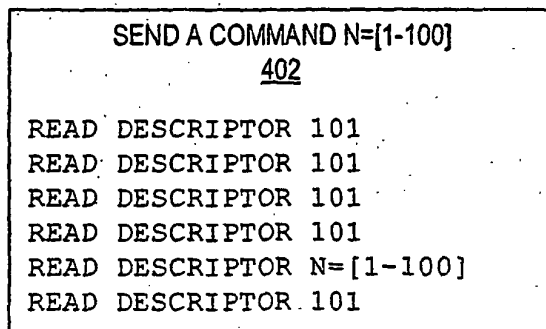 SEND A COMMAND N=[1-100]
402
READ DESCRIPTOR 101
READ DESCRIPTOR 101
READ DESCRIPTOR 101
READ DESCRIPTOR 101
READ DESCRIPTOR N=[1-100]
READ DESCRIPTOR 101